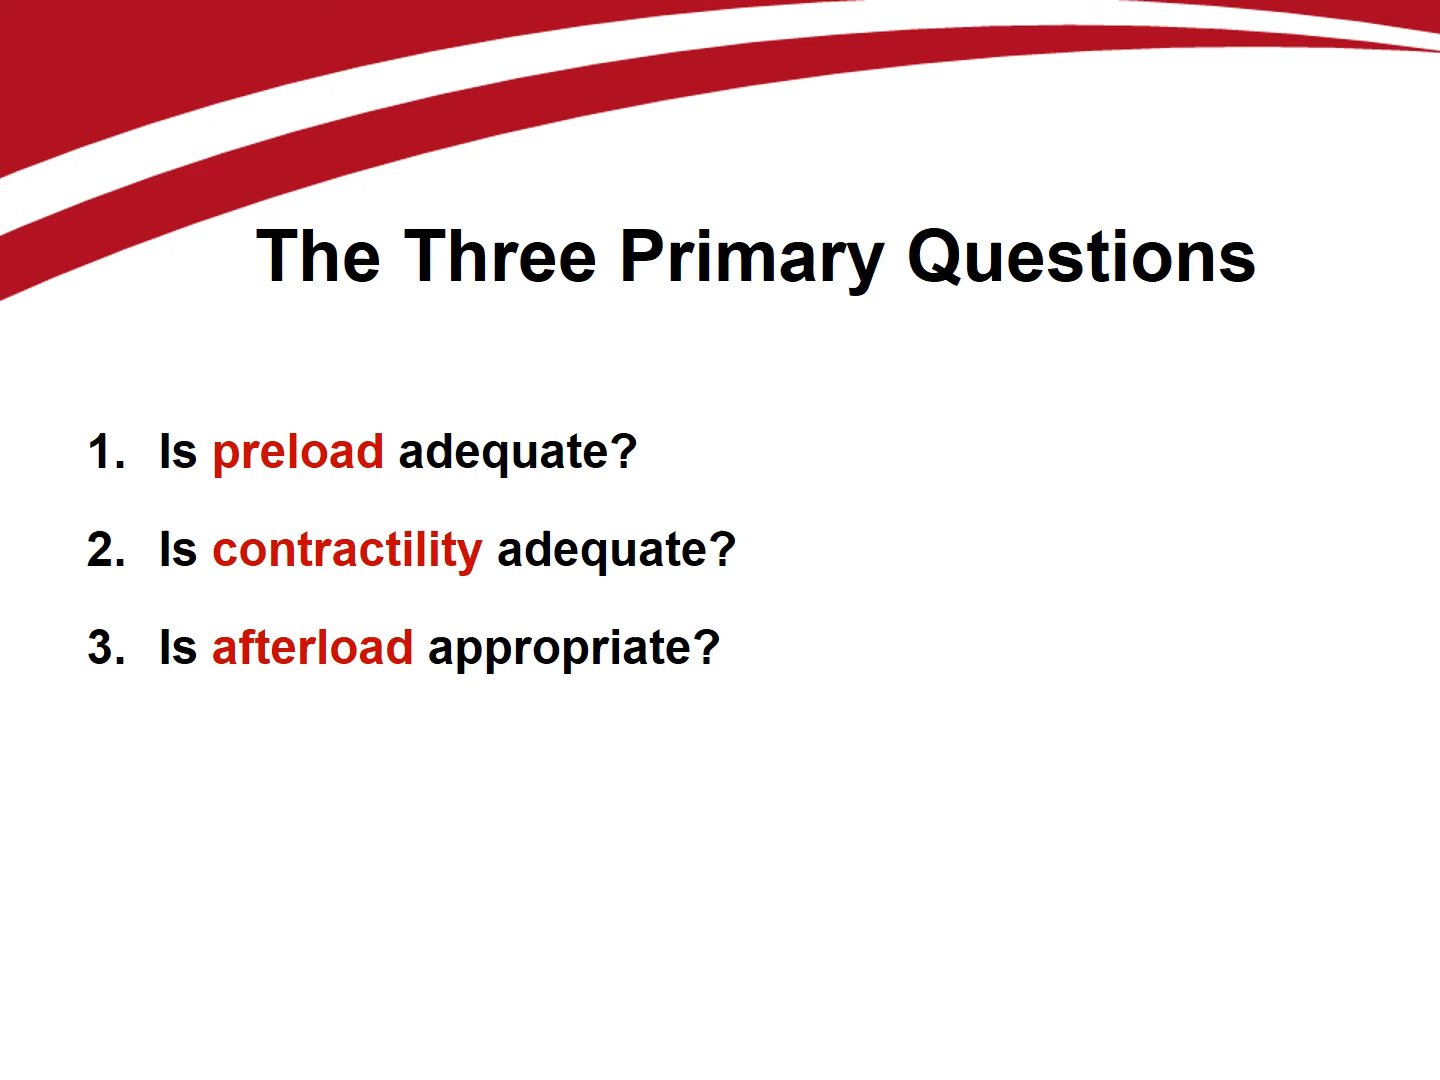 The Three Primary Questions
1. Is preload adequate?
2. Is contractility adequate?
3. Is afterload appropriate?